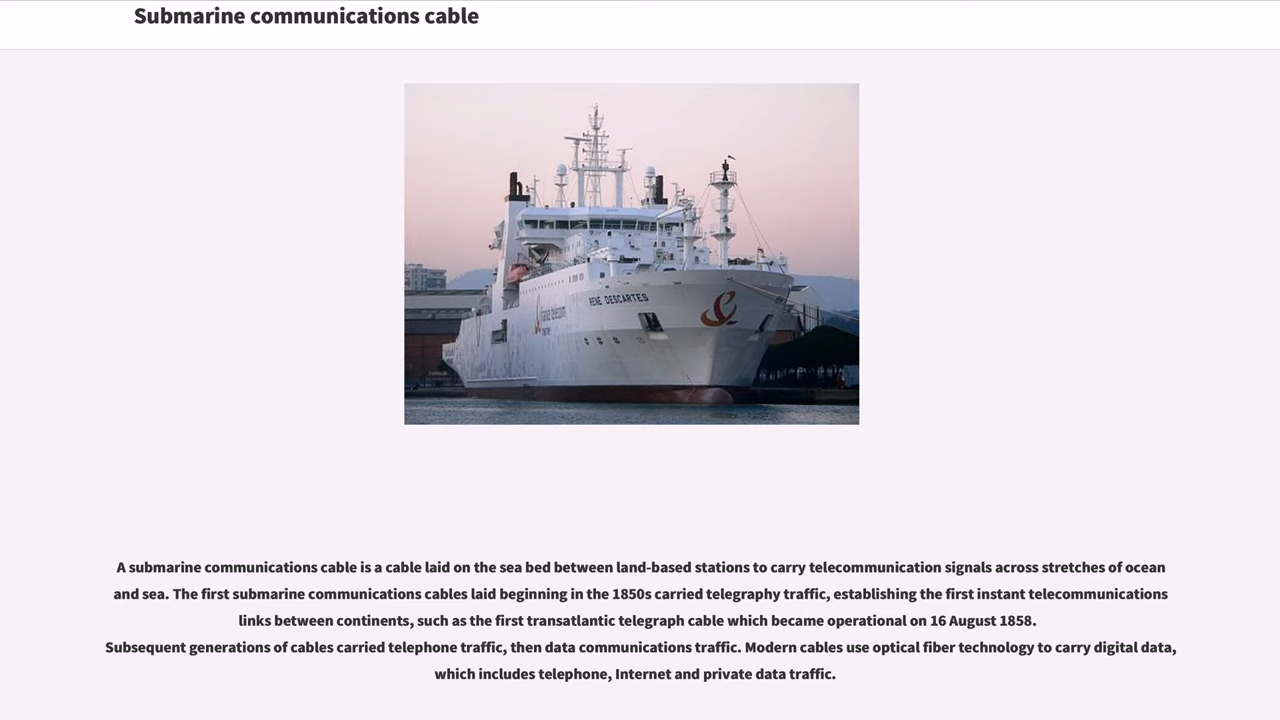 Submarine communications cable
RENÉ DESCARTES
france telecom
marine
A submarine communications cable is a cable laid on the sea bed between land-based stations to carry telecommunication signals across stretches of ocean
and sea. The first submarine communications cables laid beginning in the 1850s carried telegraphy traffic, establishing the first instant telecommunications
links between continents, such as the first transatlantic telegraph cable which became operational on 16 August 1858.
Subsequent generations of cables carried telephone traffic, then data communications traffic. Modern cables use optical fiber technology to carry digital data,
which includes telephone, Internet and private data traffic.